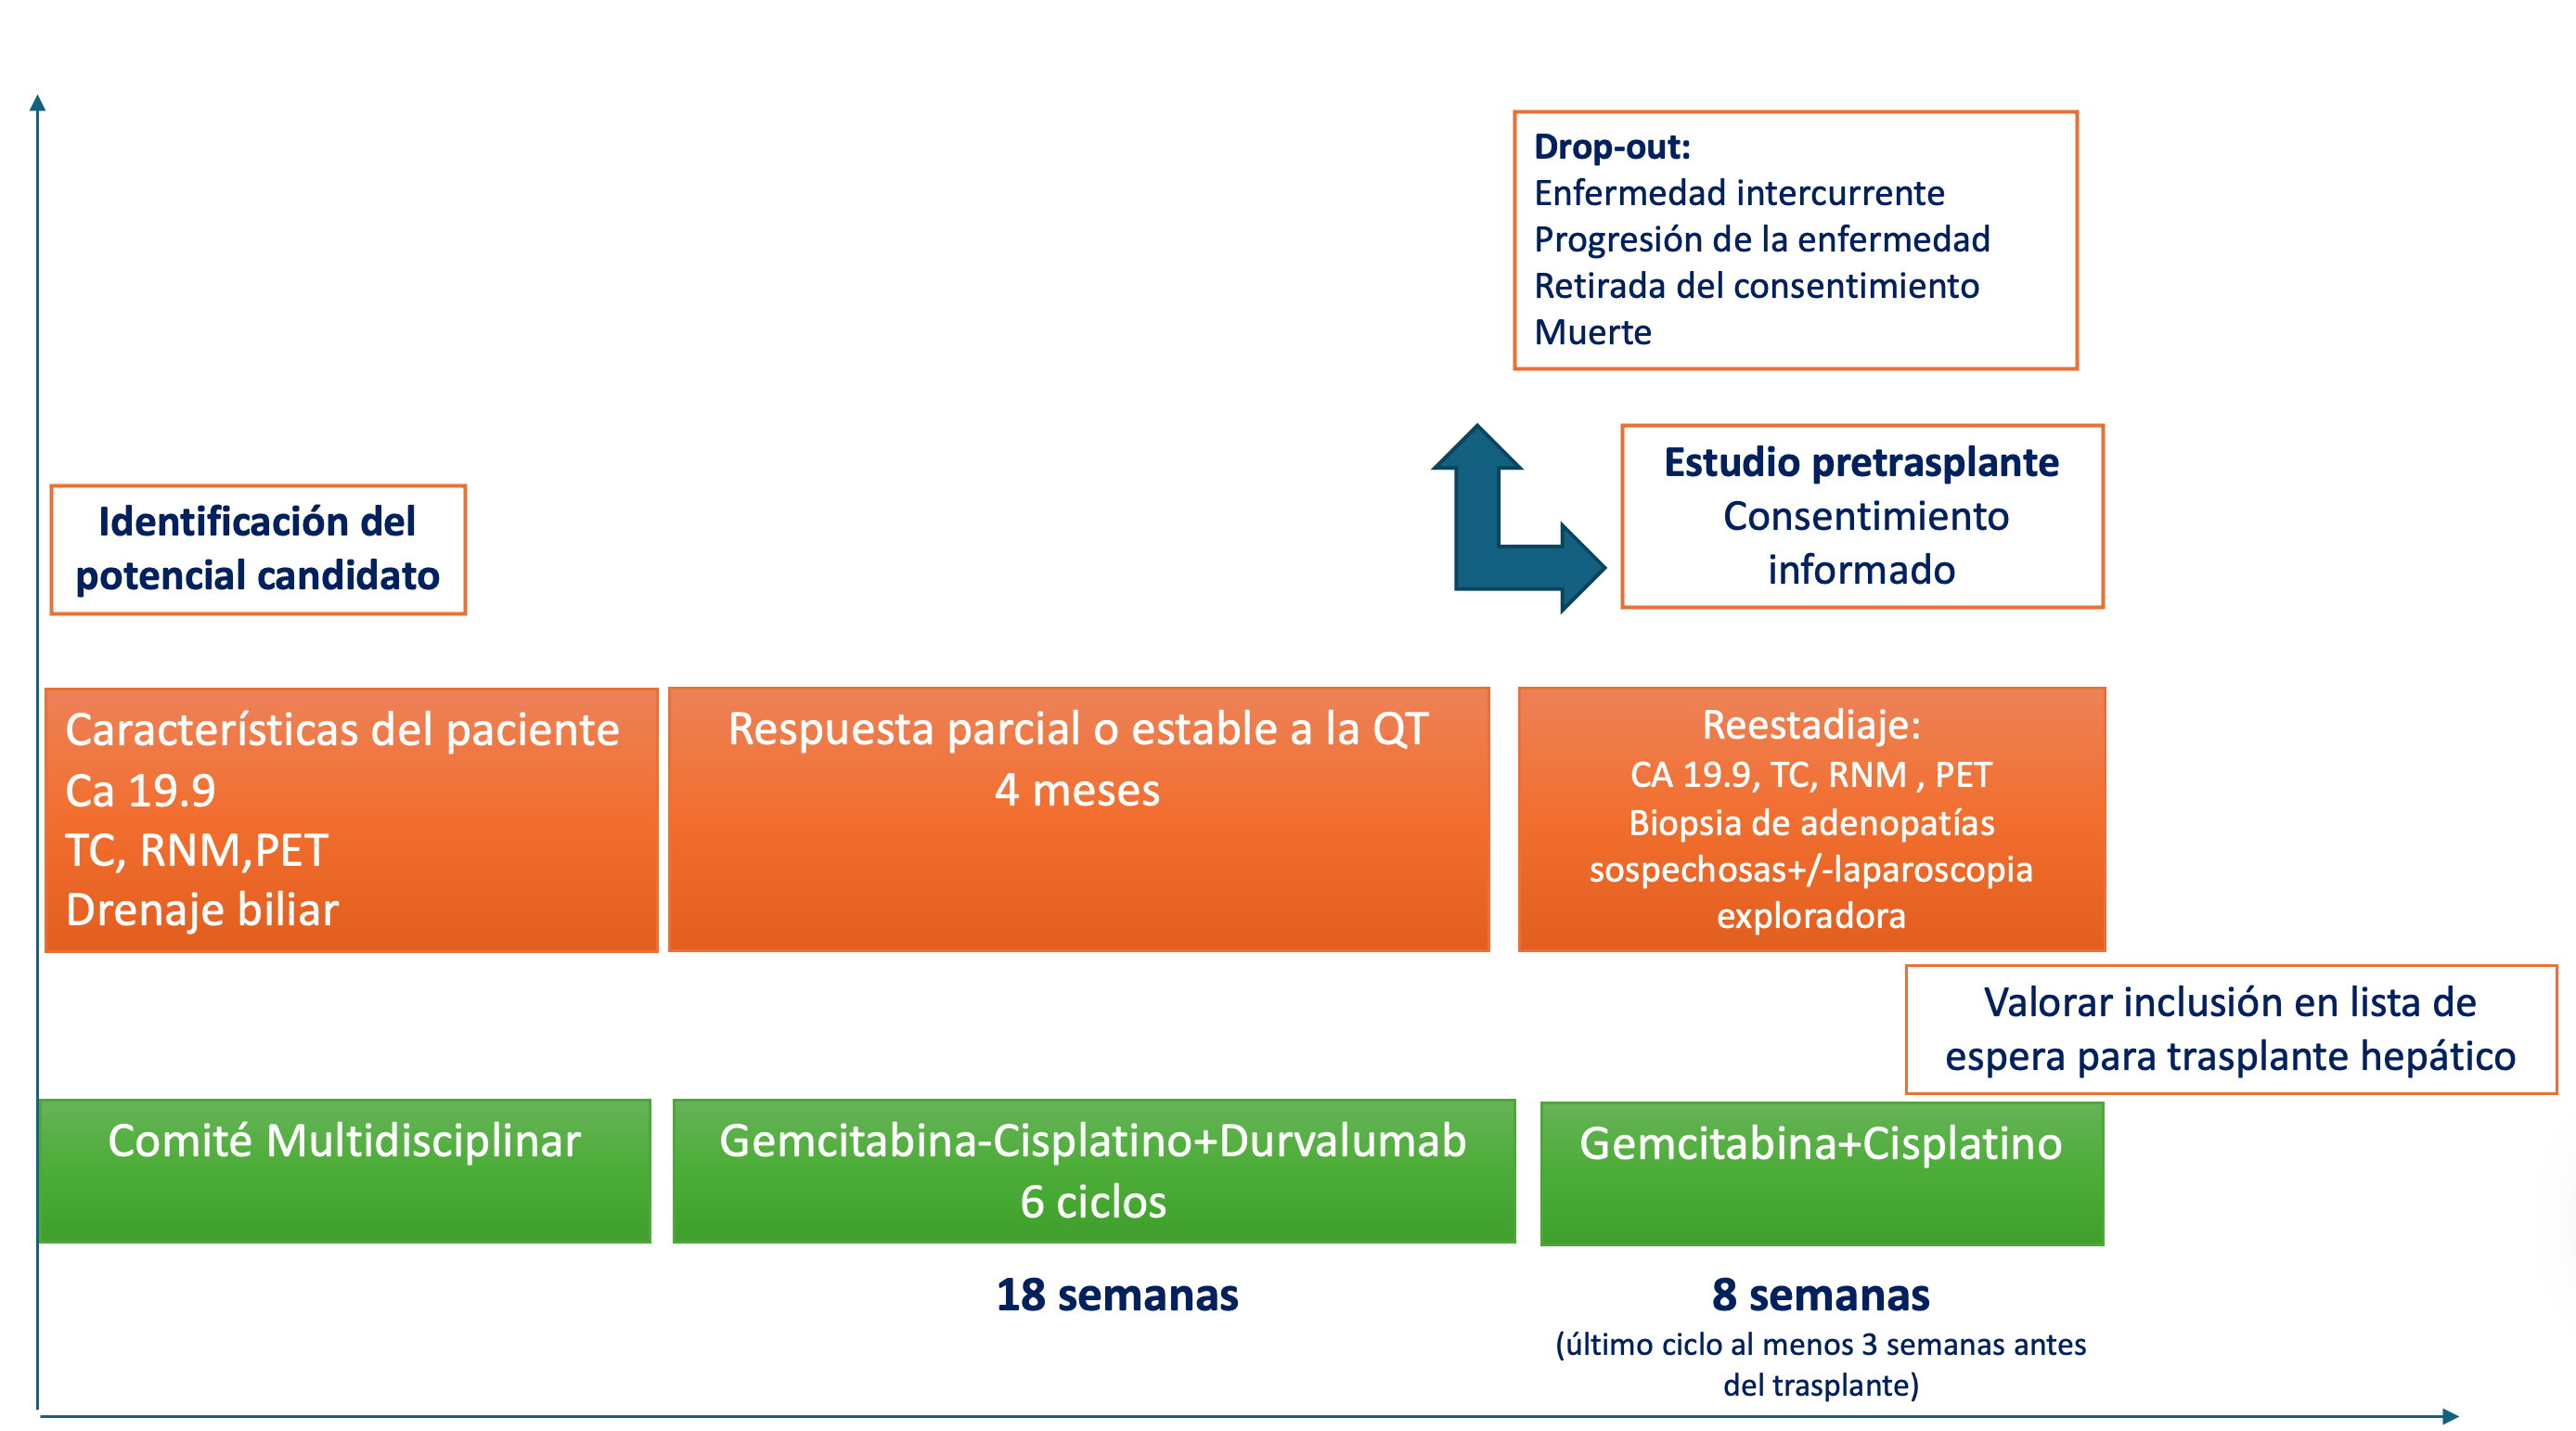 Drop-out:
Enfermedad intercurrente
Progresión de la enfermedad
Retirada del consentimiento
Muerte
Estudio pretrasplante
Consentimiento
informado
Identificación del
potencial candidato
Características del paciente
Ca 19.9
TC, RNM,PET
Drenaje biliar
Respuesta parcial o estable a la QT
4 meses
Reestadiaje:
CA 19.9, TC, RNM , PET
Biopsia de adenopatías
sospechosas+/-laparoscopia
exploradora
Valorar inclusión en lista de
espera para trasplante hepático
Comité Multidisciplinar
Gemcitabina-Cisplatino+Durvalumab
6 ciclos
Gemcitabina+Cisplatino
18 semanas
8 semanas
(último ciclo al menos 3 semanas antes
del trasplante)